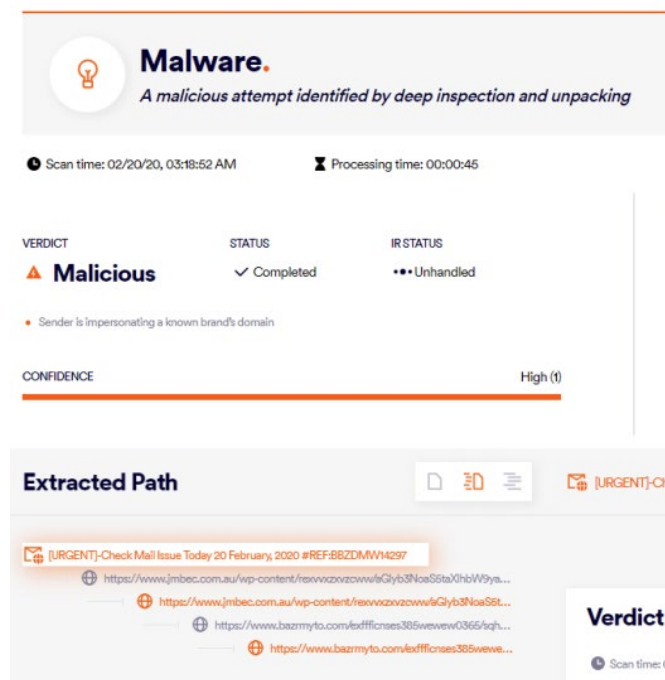 Malware.
A malicious attempt identified by deep inspection and unpacking
Scan time: 02/20/20, 03:18:52 AM Processing time: 00:00:45
VERDICT STATUS IR STATUS
Malicious Completed Unhandled
Sender is impersonating a known brand's domain
CONFIDENCE High (1)
Extracted Path [URGENT]-Ch
[URGENT]-Check Mail Issue Today 20 February, 2020 #REF:BBZDMW14297
https://www.jmbec.com.au/wp-content/rexvvxzxvzcwww/aGlyb3NoaS5taXlhbW9ya...
https://www.jmbec.com.au/wp-content/rexvvxzxvzcwww/aGlyb3NoaS5t...
https://www.bazrmyto.com/exffficnses385wewew0365/sqh...
https://www.bazrmyto.com/exffficnses385wewe...
Verdict
Scan time: